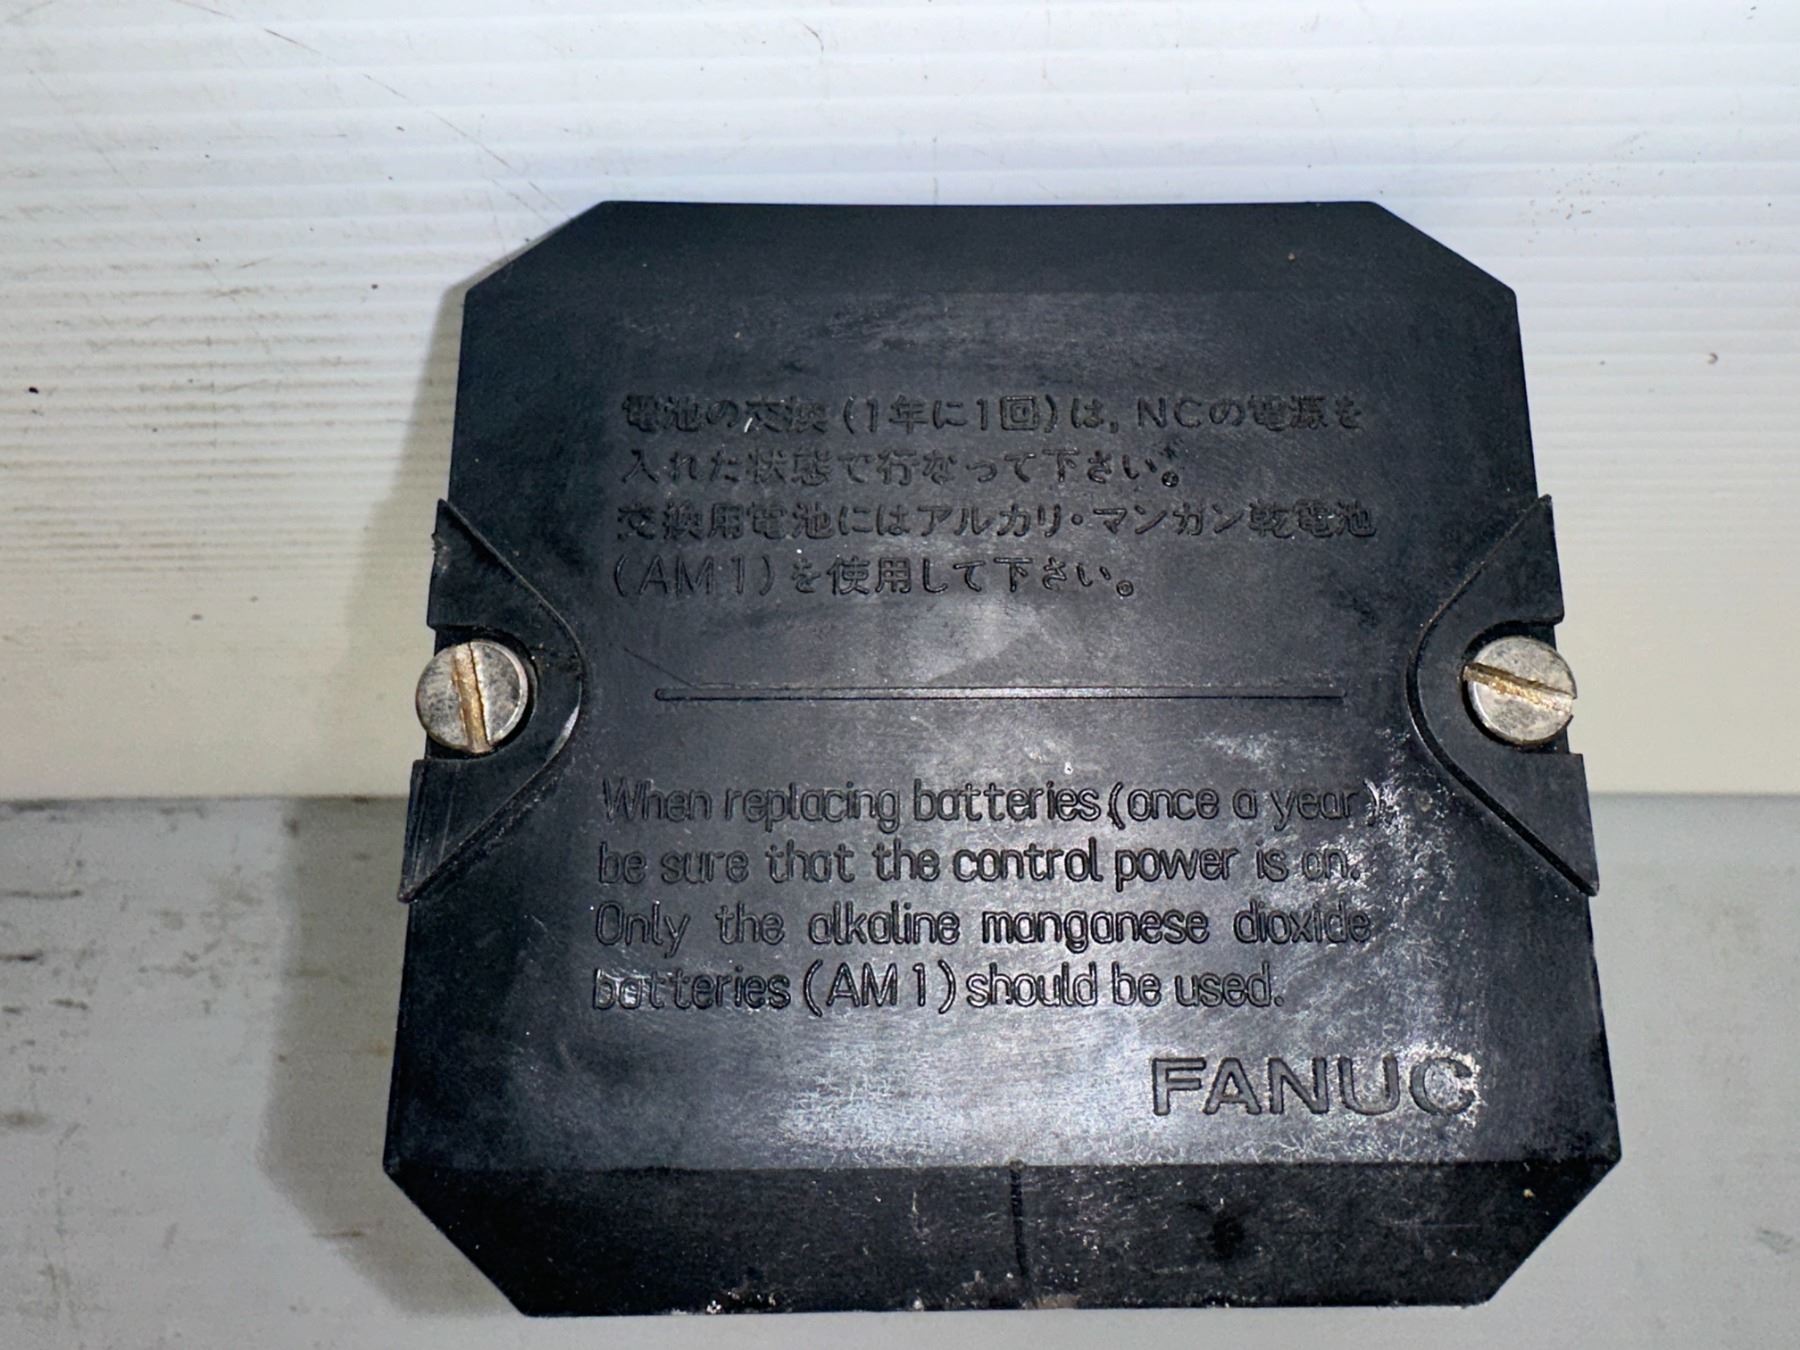 電池の交換(1年に1回)は,NCの電源を
入れた状態で行なって下さい。
交換用電池にはアルカリ・マンガン乾電池
(AM1)を使用して下さい。
When replacing batteries (once a year),
be sure that the control power is on.
Only the alkaline manganese dioxide
batteries (AM1) should be used.
FANUC